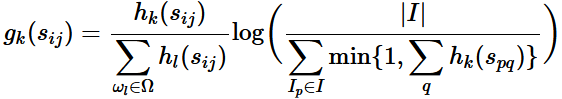 g_k(s_{ij}) = \frac{h_k(s_{ij})}{\sum_{\omega_l \in \Omega} h_l(s_{ij})} \log\left(\frac{|I|}{\sum_{I_p \in I} \min\{1, \sum_q h_k(s_{pq})\}}\right)